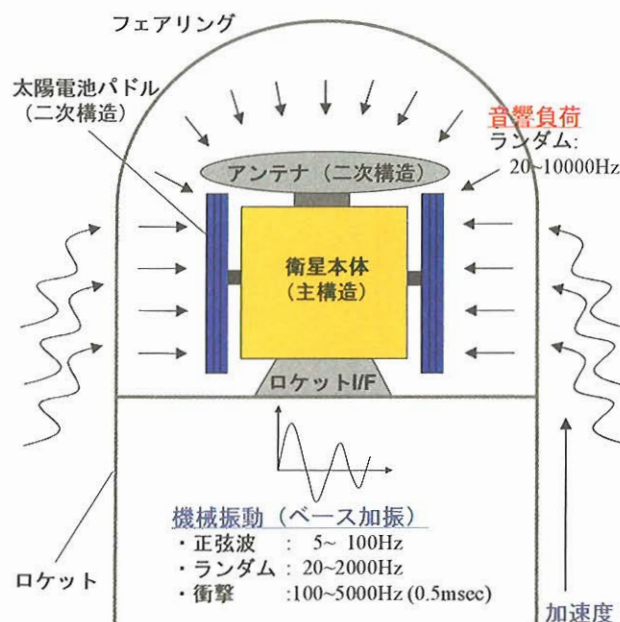 フェアリング
太陽電池パドル
(二次構造)
音響負荷
ランダム:
20~10000Hz
アンテナ (二次構造)
衛星本体
(主構造)
ロケットI/F
機械振動 (ベース加振)
・正弦波 : 5~ 100Hz
・ランダム : 20~2000Hz
・衝撃 :100~5000Hz (0.5msec)
ロケット
加速度